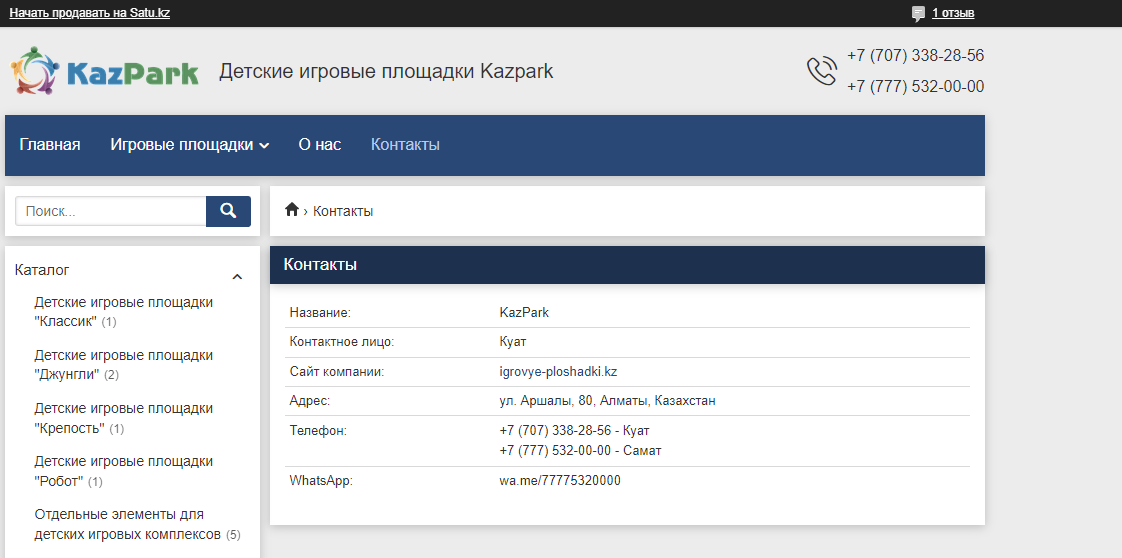 Начать продавать на Satu.kz
1 отзыв
KazPark
Детские игровые площадки Kazpark
+7 (707) 338-28-56
+7 (777) 532-00-00
Главная
Игровые площадки
О нас
Контакты
Поиск...
› Контакты
Каталог
Детские игровые площадки
"Классик" (1)
Детские игровые площадки
"Джунгли" (2)
Детские игровые площадки
"Крепость" (1)
Детские игровые площадки
"Робот" (1)
Отдельные элементы для
детских игровых комплексов (5)
Контакты
Название: KazPark
Контактное лицо: Куат
Сайт компании: igrovye-ploshadki.kz
Адрес: ул. Аршалы, 80, Алматы, Казахстан
Телефон: +7 (707) 338-28-56 - Куат
+7 (777) 532-00-00 - Самат
WhatsApp: wa.me/77775320000